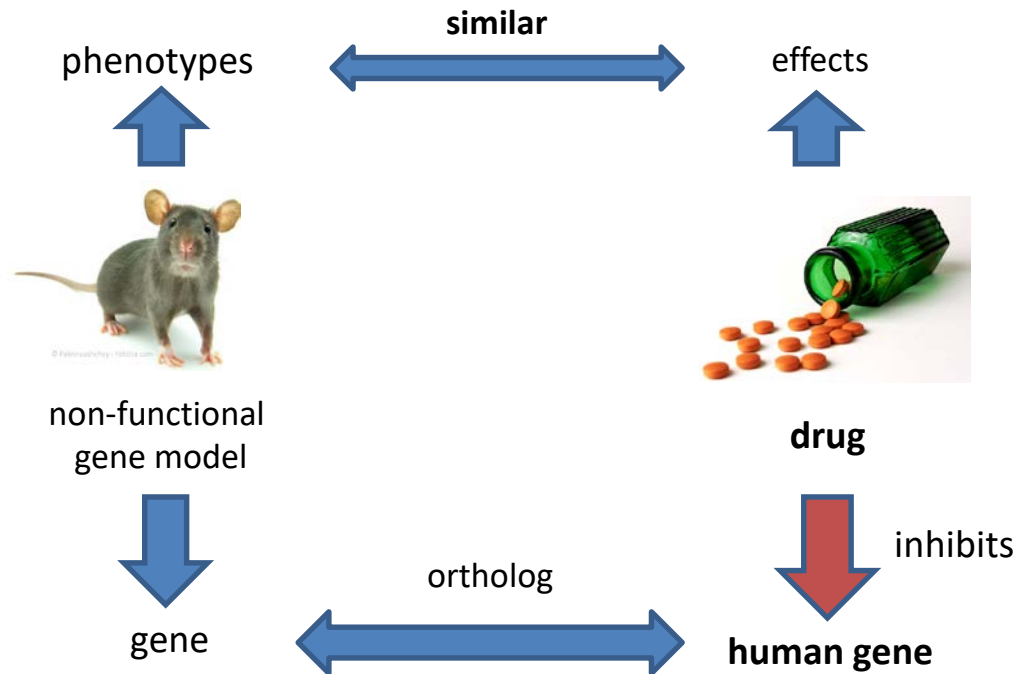 similar
phenotypes
effects
non-functional
gene model
drug
inhibits
ortholog
gene
human gene